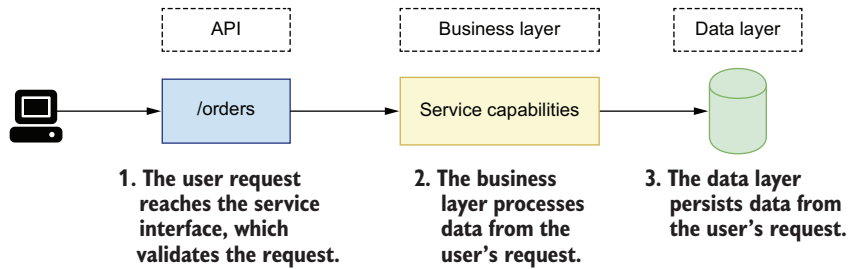 API
Business layer
Data layer
/orders
Service capabilities
1. The user request
reaches the service
interface, which
validates the request.
2. The business
layer processes
data from the
user's request.
3. The data layer
persists data from
the user's request.